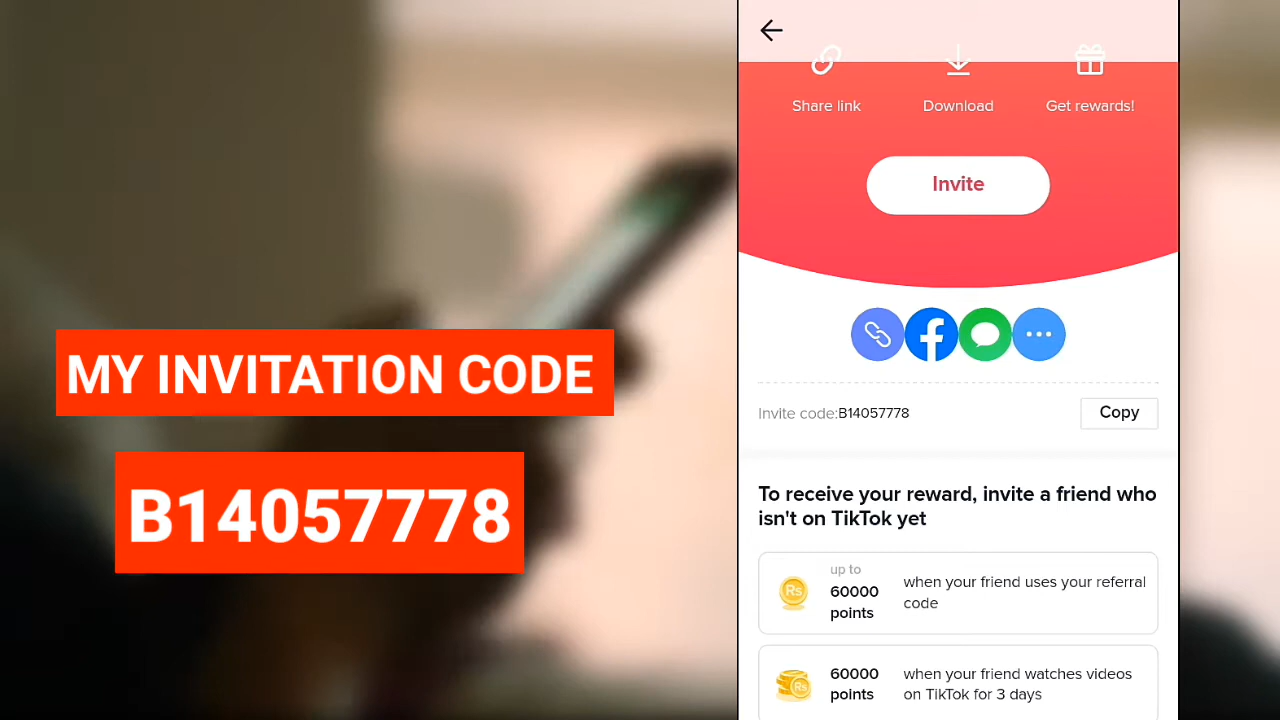 MY INVITATION CODE
B14057778
Share link
Download
Get rewards!
Invite
Invite code:B14057778
Copy
To receive your reward, invite a friend who
isn't on TikTok yet
up to
60000
points
when your friend uses your referral
code
Rs
60000
points
when your friend watches videos
on TikTok for 3 days
Rs